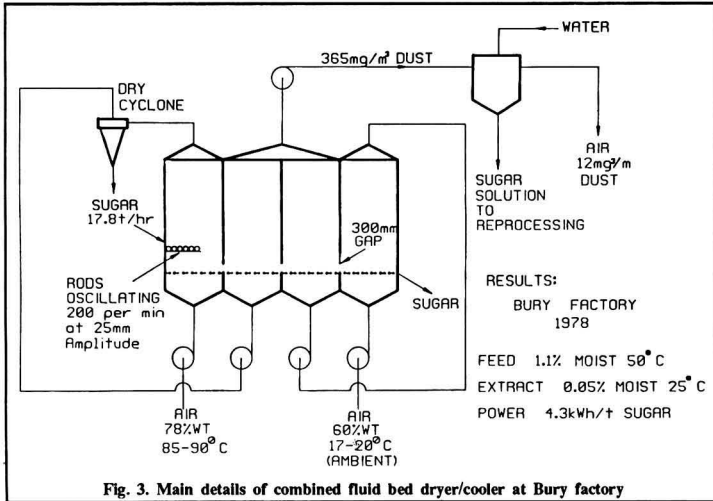 WATER
365mg/m³ DUST
DRY
CYCLONE
SUGAR
17.8t/hr
AIR
12mg³/m
DUST
SUGAR
SOLUTION
TO
REPROCESSING
300mm
GAP
RODS
OSCILLATING
200 per min
at 25mm
Amplitude
SUGAR
RESULTS:
BURY FACTORY
1978
FEED 1.1% MOIST 50°C
EXTRACT 0.05% MOIST 25°C
POWER 4.3kWh/t SUGAR
AIR
78%WT
85-90°C
AIR
60%WT
17-20°C
(AMBIENT)
Fig. 3. Main details of combined fluid bed dryer/cooler at Bury factory